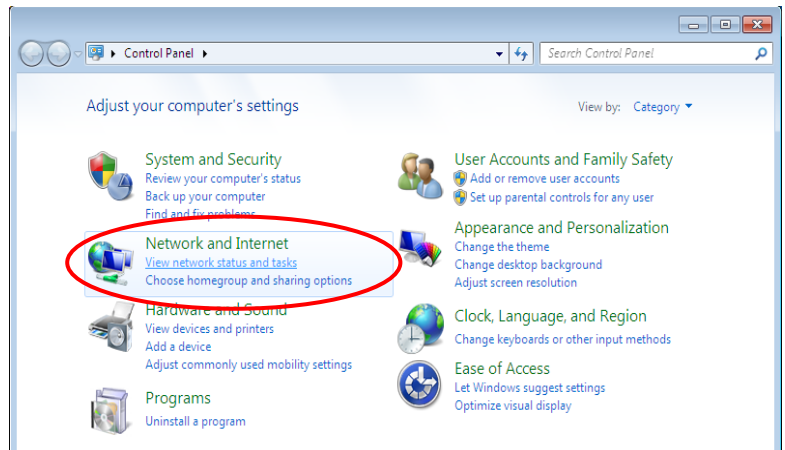 Control Panel
Search Control Panel
Adjust your computer's settings
View by: Category
System and Security
Review your computer's status
Back up your computer
Find and fix problems
Network and Internet
View network status and tasks
Choose homegroup and sharing options
Hardware and Sound
View devices and printers
Add a device
Adjust commonly used mobility settings
Programs
Uninstall a program
User Accounts and Family Safety
Add or remove user accounts
Set up parental controls for any user
Appearance and Personalization
Change the theme
Change desktop background
Adjust screen resolution
Clock, Language, and Region
Change keyboards or other input methods
Ease of Access
Let Windows suggest settings
Optimize visual display